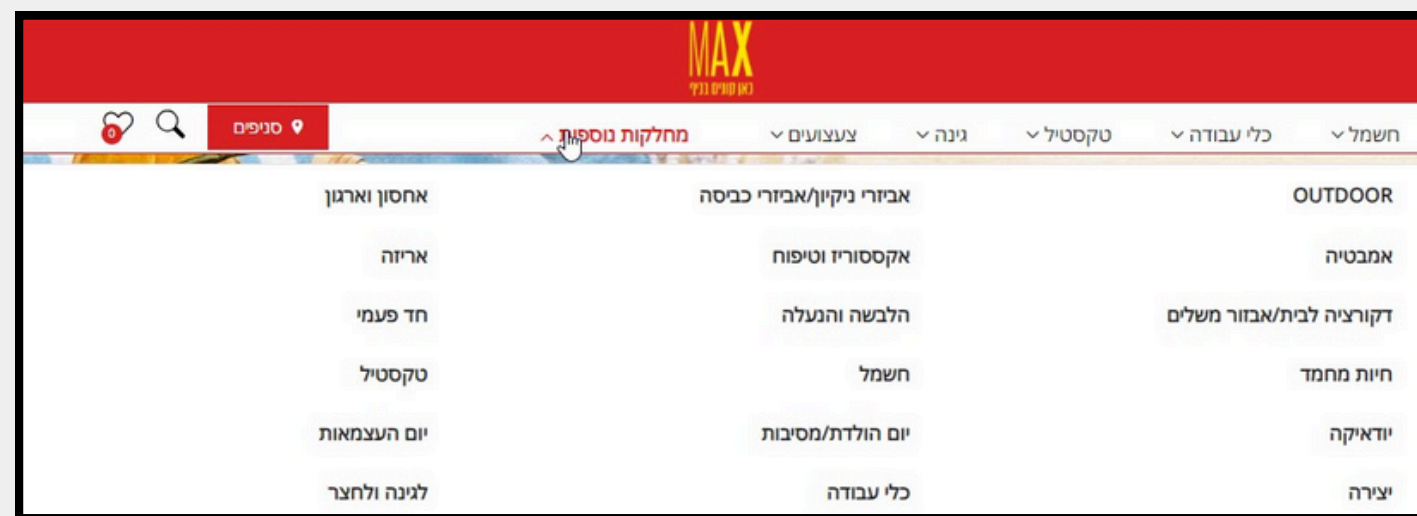 MAX
כאן קונים בכיף
חשמל כלי עבודה טקסטיל גינה צעצועים מחלקות נוספות סניפים 0
OUTDOOR אביזרי ניקיון/אביזרי כביסה אחסון וארגון
אמבטיה אקססוריז וטיפוח אריזה
דקורציה לבית/אבזור משלים הלבשה והנעלה חד פעמי
חיות מחמד חשמל טקסטיל
יודאיקה יום הולדת/מסיבות יום העצמאות
יצירה כלי עבודה לגינה ולחצר